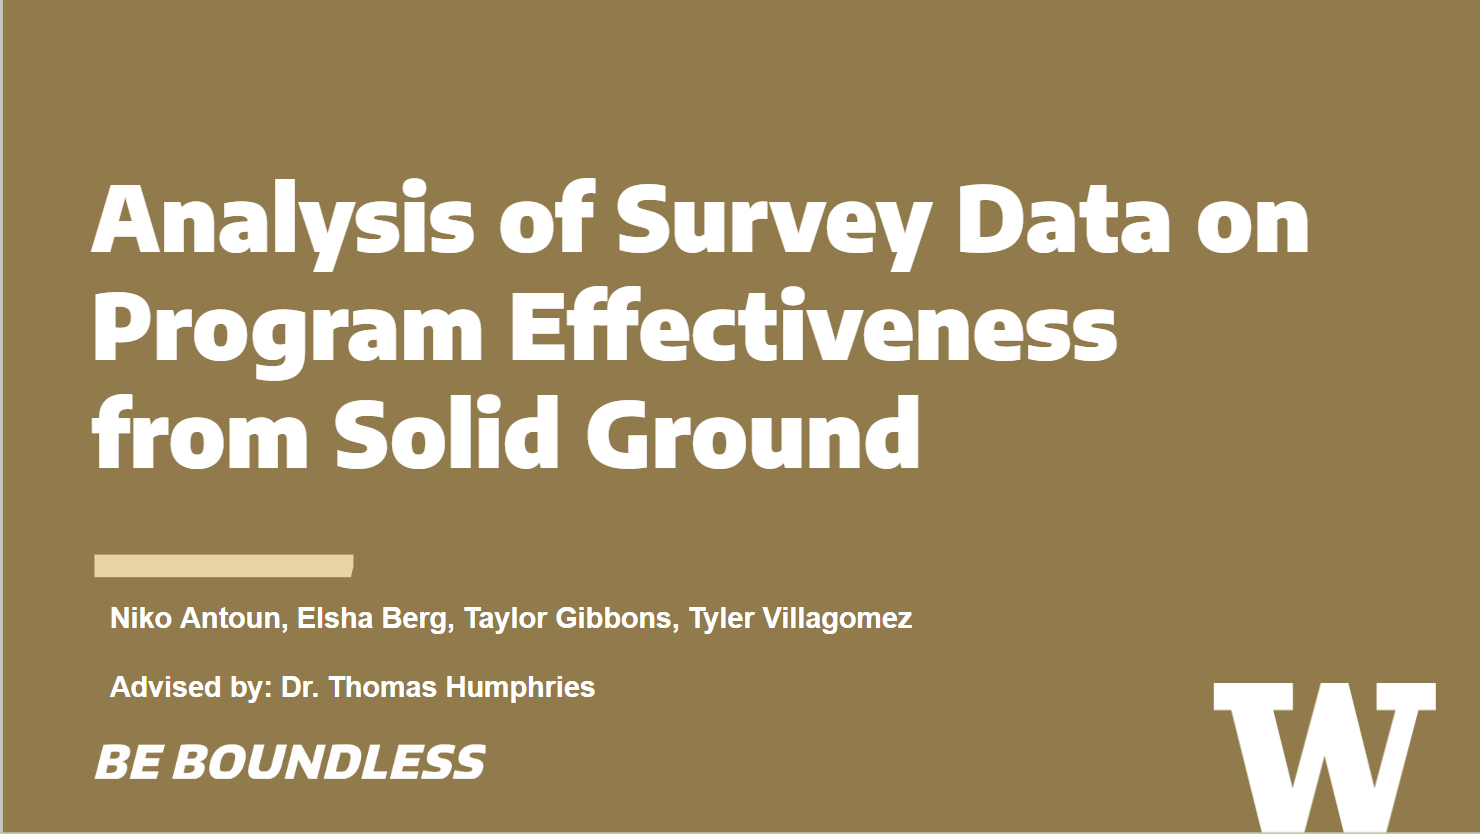 Analysis of Survey Data on
Program Effectiveness
from Solid Ground
Niko Antoun, Elsha Berg, Taylor Gibbons, Tyler Villagomez
Advised by: Dr. Thomas Humphries
BE BOUNDLESS
W